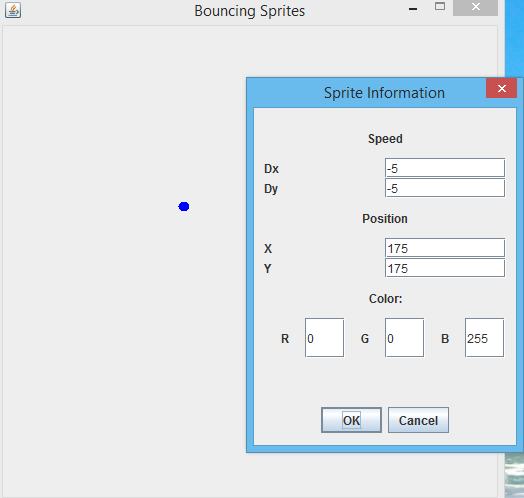 Bouncing Sprites
Sprite Information
Speed
Dx -5
Dy -5
Position
X 175
Y 175
Color:
R 0 G 0 B 255
OK Cancel